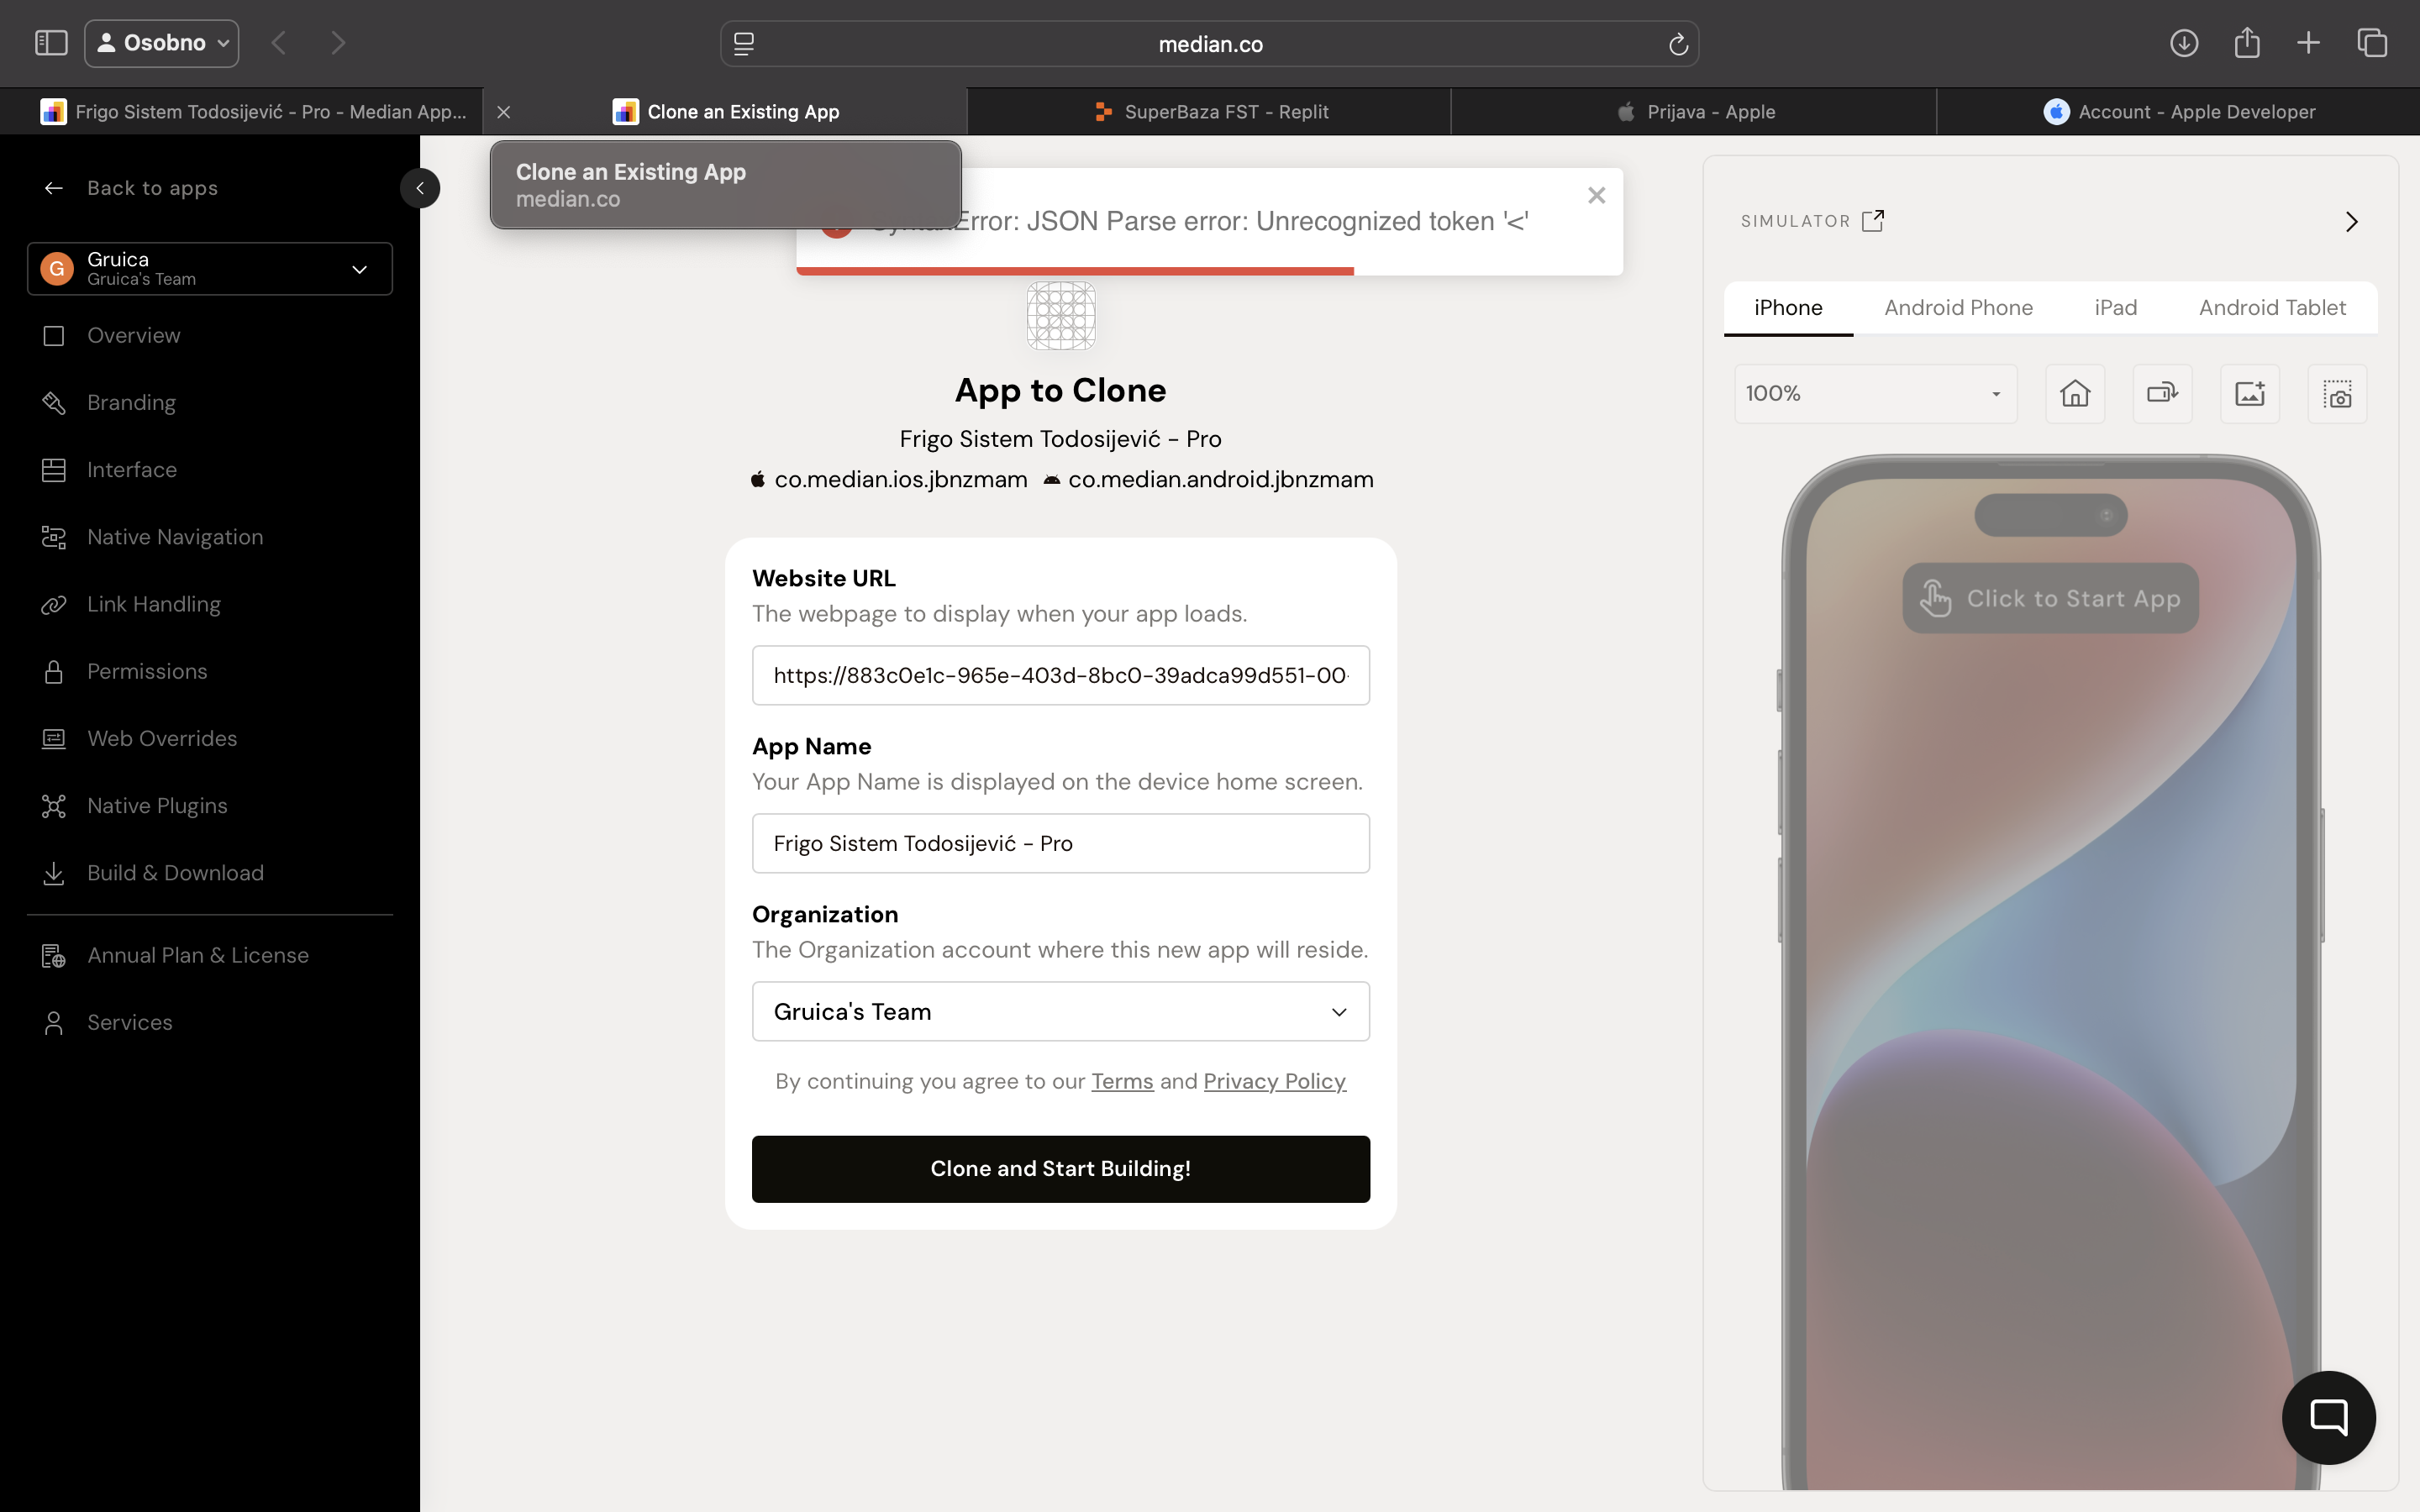 Osobno
median.co
Frigo Sistem Todosijević - Pro - Median App...
Clone an Existing App
SuperBaza FST - Replit
Prijava - Apple
Account - Apple Developer
Clone an Existing App
median.co
Error: JSON Parse error: Unrecognized token '<'
Back to apps
G
Gruica
Gruica's Team
Overview
Branding
Interface
Native Navigation
Link Handling
Permissions
Web Overrides
Native Plugins
Build & Download
Annual Plan & License
Services
App to Clone
Frigo Sistem Todosijević - Pro
co.median.ios.jbnzmam co.median.android.jbnzmam
Website URL
The webpage to display when your app loads.
https://883c0e1c-965e-403d-8bc0-39adca99d551-00-
App Name
Your App Name is displayed on the device home screen.
Frigo Sistem Todosijević - Pro
Organization
The Organization account where this new app will reside.
Gruica's Team
By continuing you agree to our Terms and Privacy Policy
Clone and Start Building!
SIMULATOR
iPhone
Android Phone
iPad
Android Tablet
100%
Click to Start App